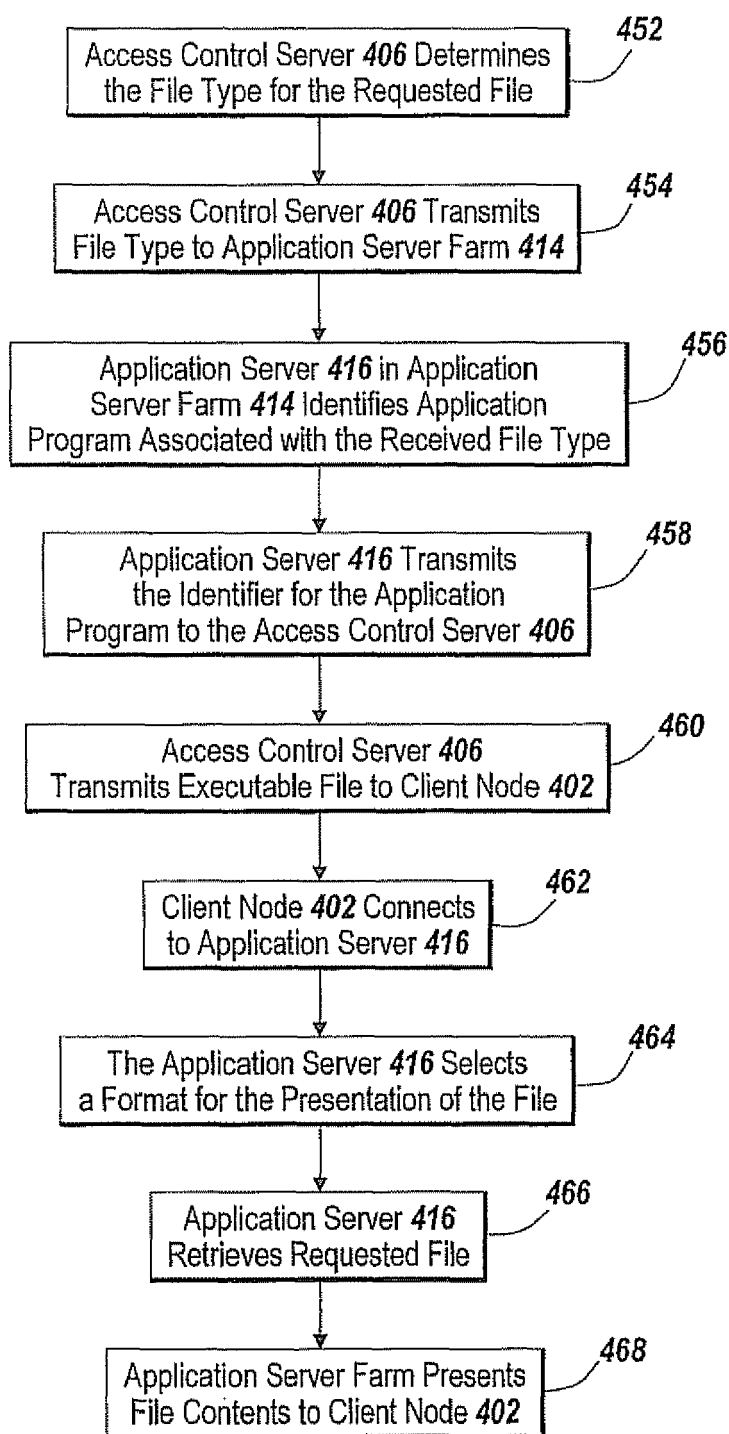 452
Access Control Server 406 Determines
the File Type for the Requested File
454
Access Control Server 406 Transmits
File Type to Application Server Farm 414
456
Application Server 416 in Application
Server Farm 414 Identifies Application
Program Associated with the Received File Type
458
Application Server 416 Transmits
the Identifier for the Application
Program to the Access Control Server 406
460
Access Control Server 406
Transmits Executable File to Client Node 402
462
Client Node 402 Connects
to Application Server 416
464
The Application Server 416 Selects
a Format for the Presentation of the File
466
Application Server 416
Retrieves Requested File
468
Application Server Farm Presents
File Contents to Client Node 402